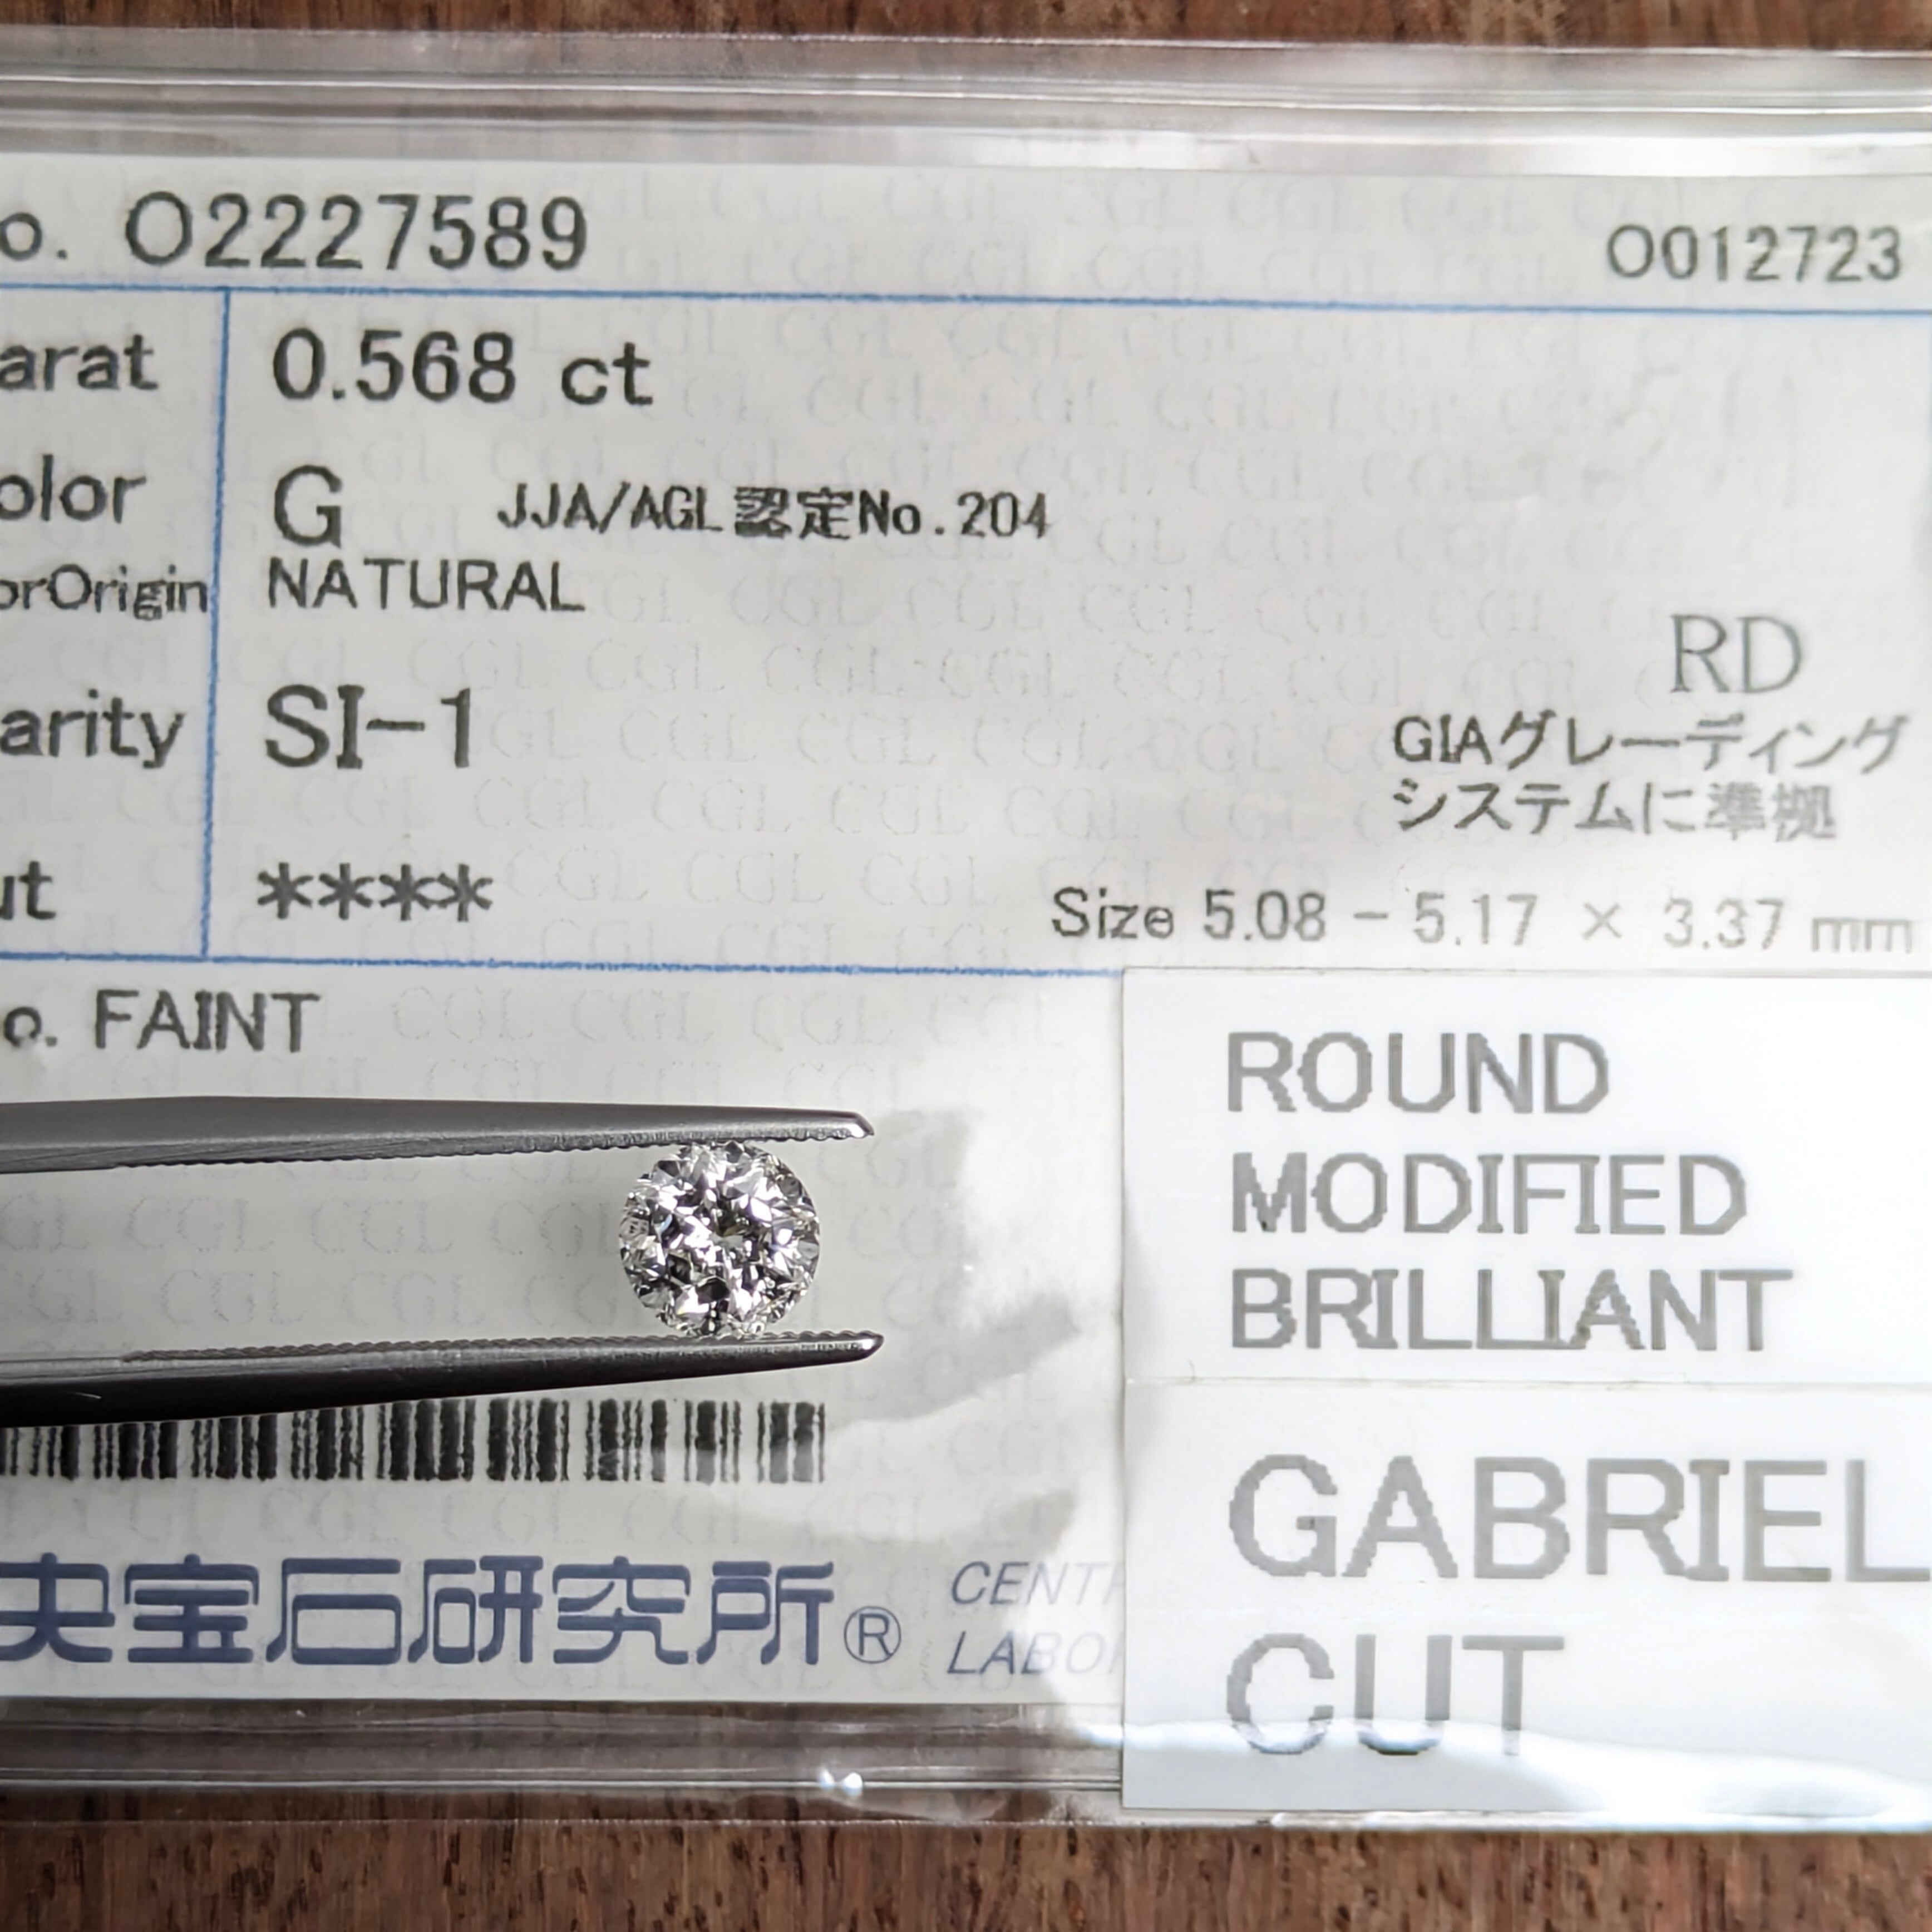 o. O2227589
O012723
arat 0.568 ct
olor G JJA/AGL認定No.204
orOrigin NATURAL
RD
arity SI-1
GIAグレーディング
システムに準拠
ut ****
Size 5.08 - 5.17 × 3.37 mm
o. FAINT
ROUND
MODIFIED
BRILLIANT
GABRIEL
CUT
央宝石研究所®
CENTR
LABOR